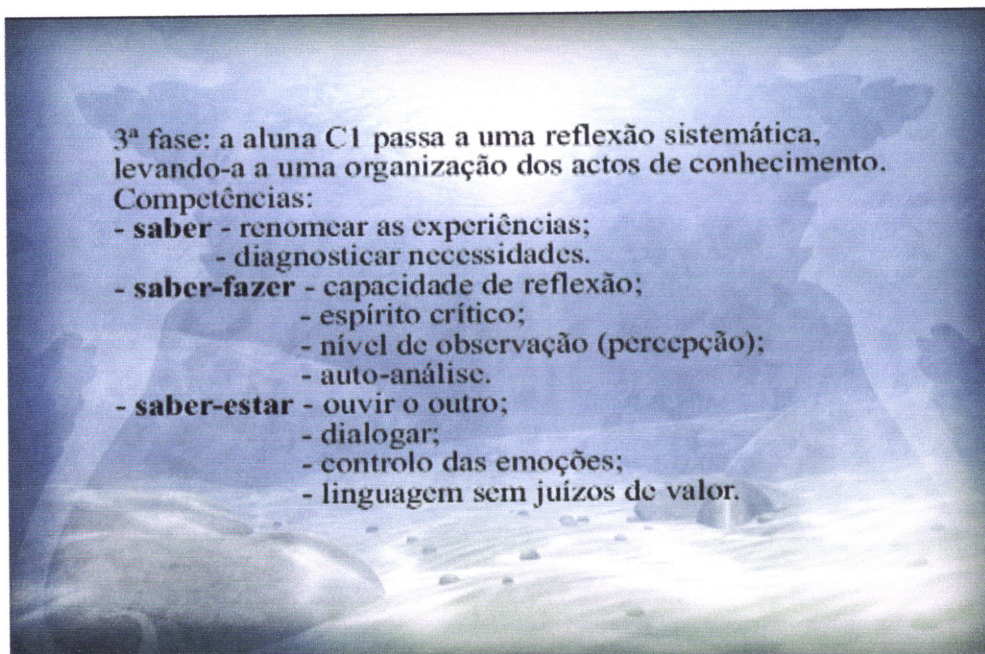 3ª fase: a aluna C1 passa a uma reflexão sistemática,
levando-a a uma organização dos actos de conhecimento.
Competências:
- saber - renomear as experiências;
- diagnosticar necessidades.
- saber-fazer - capacidade de reflexão;
- espírito crítico;
- nível de observação (percepção);
- auto-análise.
- saber-estar - ouvir o outro;
- dialogar;
- controlo das emoções;
- linguagem sem juízos de valor.